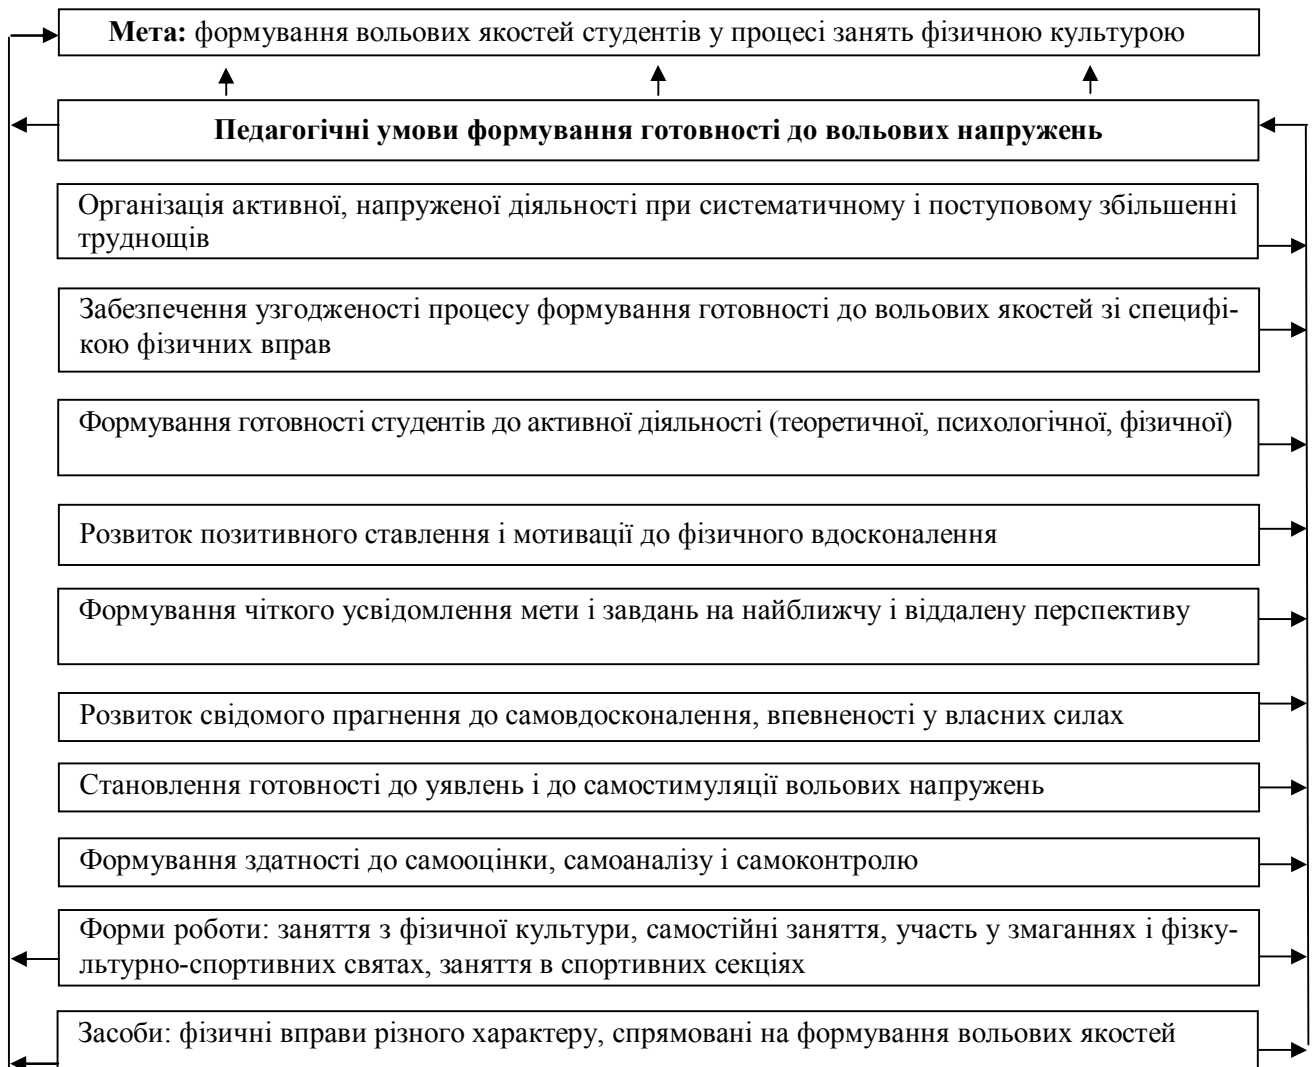 Мета: формування вольових якостей студентів у процесі занять фізичною культурою
Педагогічні умови формування готовності до вольових напружень
Організація активної, напруженої діяльності при систематичному і поступовому збільшенні
труднощів
Забезпечення узгодженості процесу формування готовності до вольових якостей зі специфі-
кою фізичних вправ
Формування готовності студентів до активної діяльності (теоретичної, психологічної, фізичної)
Розвиток позитивного ставлення і мотивації до фізичного вдосконалення
Формування чіткого усвідомлення мети і завдань на найближчу і віддалену перспективу
Розвиток свідомого прагнення до самовдосконалення, впевненості у власних силах
Становлення готовності до уявлень і до самостимуляції вольових напружень
Формування здатності до самооцінки, самоаналізу і самоконтролю
Форми роботи: заняття з фізичної культури, самостійні заняття, участь у змаганнях і фізку-
льтурно-спортивних святах, заняття в спортивних секціях
Засоби: фізичні вправи різного характеру, спрямовані на формування вольових якостей